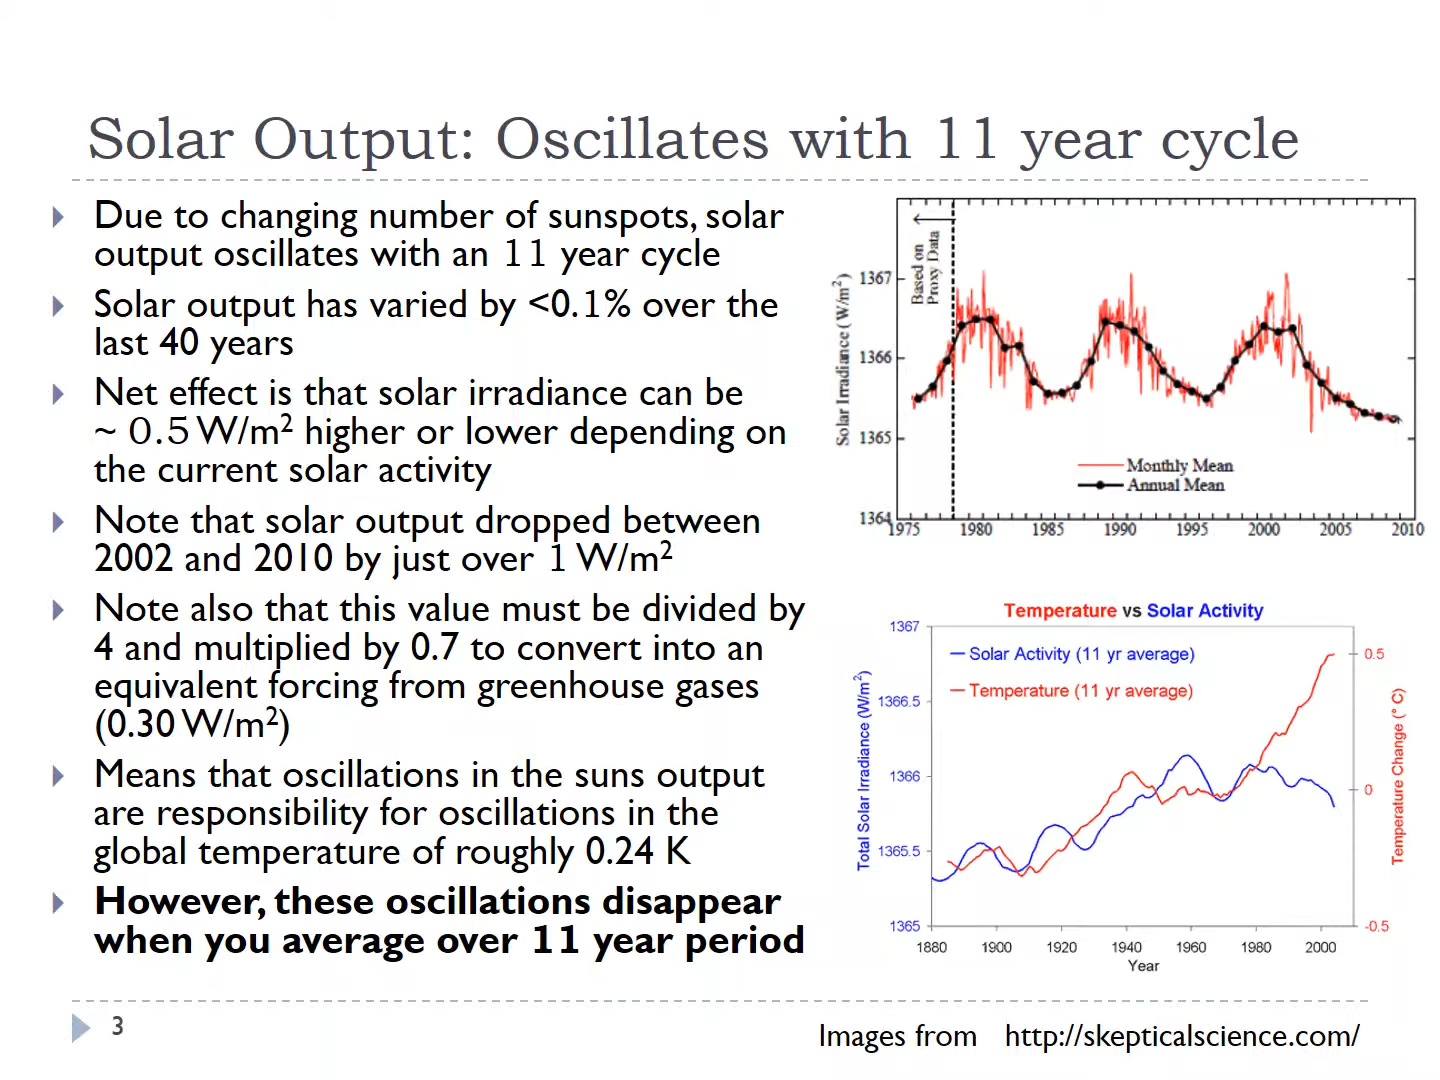 Solar Output: Oscillates with 11 year cycle
Due to changing number of sunspots, solar
output oscillates with an 11 year cycle
Solar output has varied by <0.1% over the
last 40 years
Net effect is that solar irradiance can be
~ 0.5 W/m² higher or lower depending on
the current solar activity
Note that solar output dropped between
2002 and 2010 by just over 1 W/m²
Note also that this value must be divided by
4 and multiplied by 0.7 to convert into an
equivalent forcing from greenhouse gases
(0.30 W/m²)
Means that oscillations in the suns output
are responsibility for oscillations in the
global temperature of roughly 0.24 K
However, these oscillations disappear
when you average over 11 year period
Based on
Proxy Data
Solar Irradiance (W/m²)
1367
1366
1365
1364
Monthly Mean
Annual Mean
1975 1980 1985 1990 1995 2000 2005 2010
Temperature vs Solar Activity
Solar Activity (11 yr average)
Temperature (11 yr average)
Total Solar Irradiance (W/m²)
1367
1366.5
1366
1365.5
1365
Temperature Change (° C)
0.5
0
-0.5
1880 1900 1920 1940 1960 1980 2000
Year
3
Images from http://skepticalscience.com/